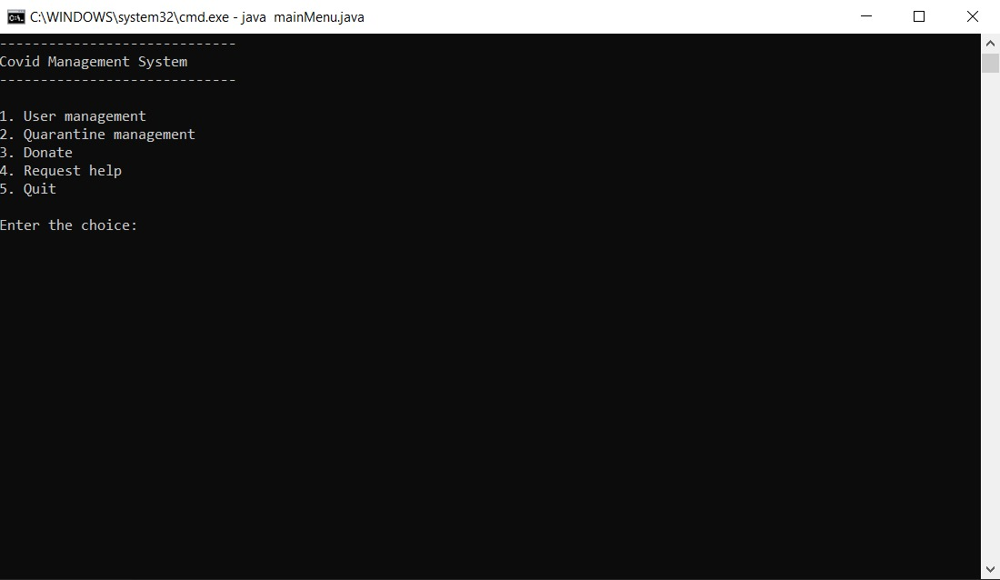 C:\WINDOWS\system32\cmd.exe - java  mainMenu.java
-----------------------------
Covid Management System
-----------------------------
1. User management
2. Quarantine management
3. Donate
4. Request help
5. Quit
Enter the choice: